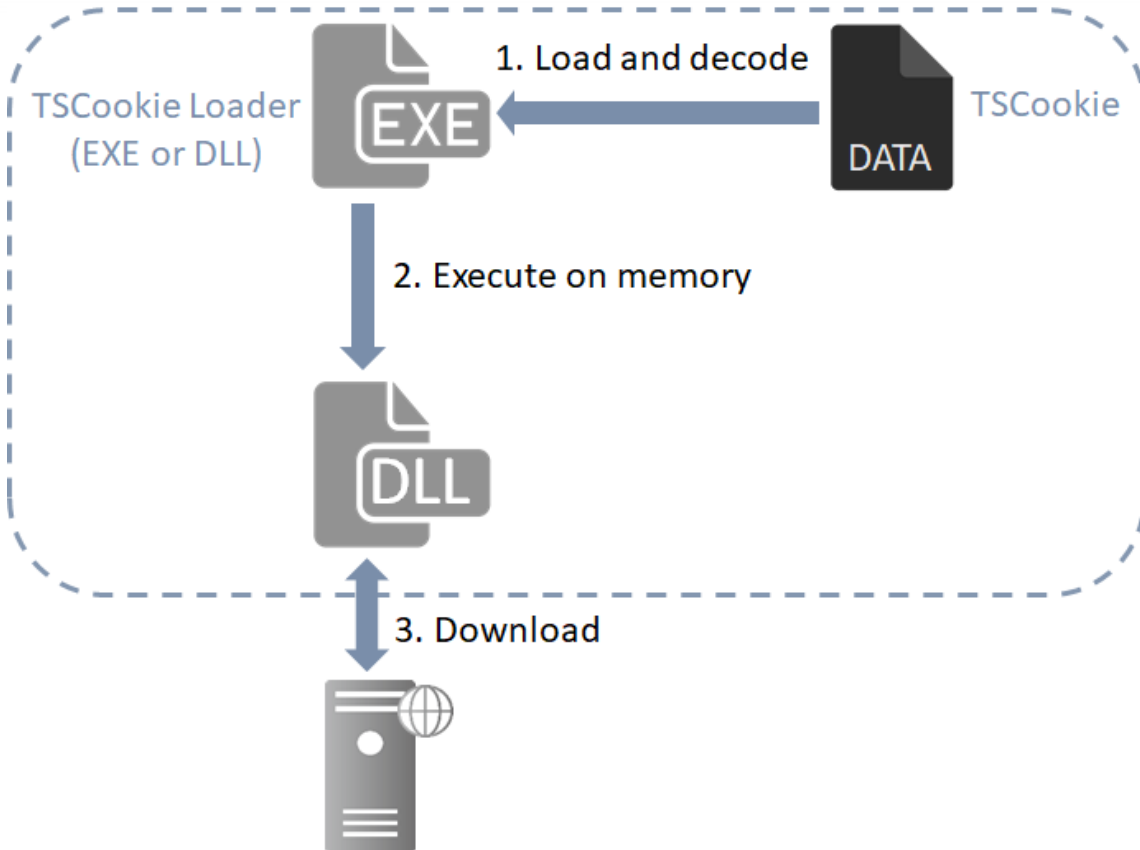 1. Load and decode
TSCookie Loader
(EXE or DLL)
EXE
DATA
TSCookie
2. Execute on memory
DLL
3. Download